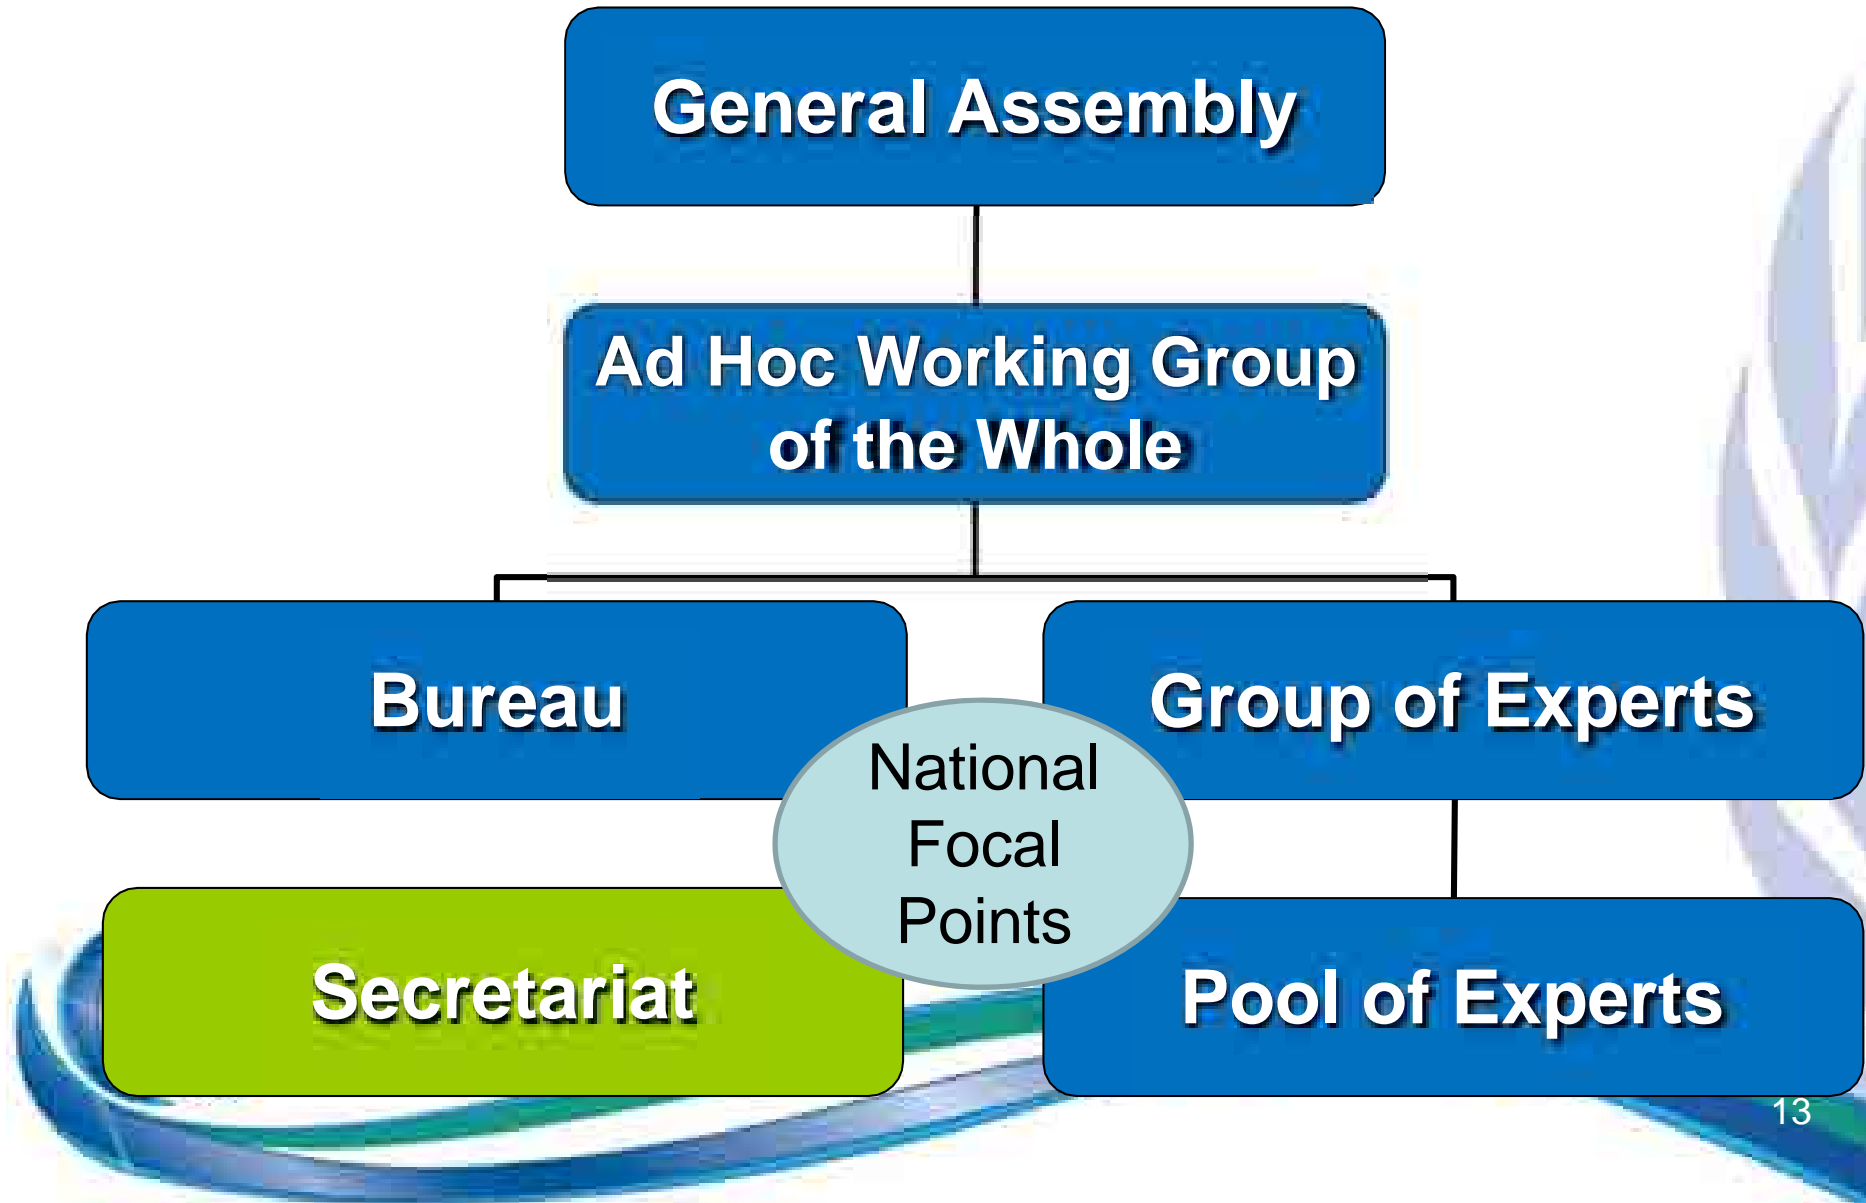 General Assembly
Ad Hoc Working Group
of the Whole
Bureau
Group of Experts
National
Focal
Points
Secretariat
Pool of Experts
13